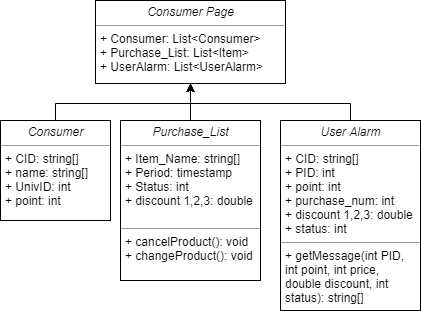 Consumer Page
+ Consumer: List<Consumer>
+ Purchase_List: List<Item>
+ UserAlarm: List<UserAlarm>
Consumer
+ CID: string[]
+ name: string[]
+ UnivID: int
+ point: int
Purchase_List
+ Item_Name: string[]
+ Period: timestamp
+ Status: int
+ discount 1,2,3: double
+ cancelProduct(): void
+ changeProduct(): void
User Alarm
+ CID: string[]
+ PID: int
+ point: int
+ purchase_num: int
+ discount 1,2,3: double
+ status: int
+ getMessage(int PID,
int point, int price,
double discount, int
status): string[]